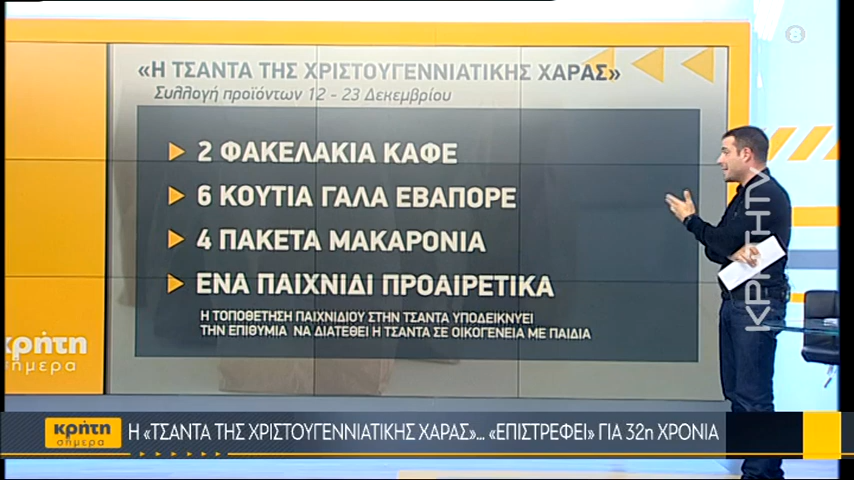 «Η ΤΣΑΝΤΑ ΤΗΣ ΧΡΙΣΤΟΥΓΕΝΝΙΑΤΙΚΗΣ ΧΑΡΑΣ»
Συλλογή προϊόντων 12 - 23 Δεκεμβρίου
2 ΦΑΚΕΛΑΚΙΑ ΚΑΦΕ
6 ΚΟΥΤΙΑ ΓΑΛΑ ΕΒΑΠΟΡΕ
4 ΠΑΚΕΤΑ ΜΑΚΑΡΟΝΙΑ
ΕΝΑ ΠΑΙΧΝΙΔΙ ΠΡΟΑΙΡΕΤΙΚΑ
Η ΤΟΠΟΘΕΤΗΣΗ ΠΑΙΧΝΙΔΙΟΥ ΣΤΗΝ ΤΣΑΝΤΑ ΥΠΟΔΕΙΚΝΥΕΙ
ΤΗΝ ΕΠΙΘΥΜΙΑ ΝΑ ΔΙΑΤΕΘΕΙ Η ΤΣΑΝΤΑ ΣΕ ΟΙΚΟΓΕΝΕΙΑ ΜΕ ΠΑΙΔΙΑ
κρήτη
σήμερα
ΚΡΗΤΗTV
8
κρήτη
σήμερα
Η «ΤΣΑΝΤΑ ΤΗΣ ΧΡΙΣΤΟΥΓΕΝΝΙΑΤΙΚΗΣ ΧΑΡΑΣ»... «ΕΠΙΣΤΡΕΦΕΙ» ΓΙΑ 32η ΧΡΟΝΙΑ